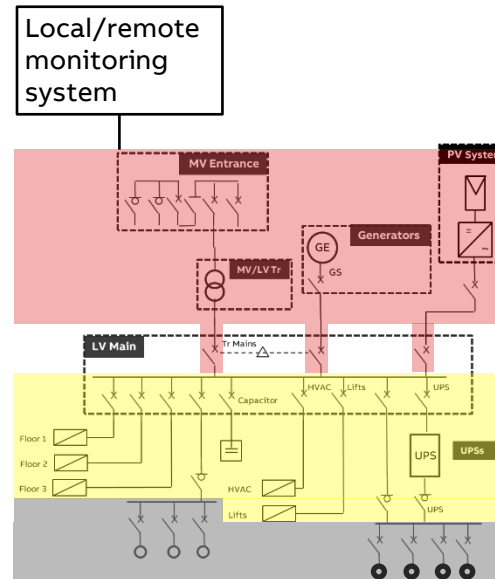 Local/remote
monitoring
system
MV Entrance
PV System
Generators
GE
GS
MV/LV Tr
=
~
LV Main
Tr Mains
HVAC
Lifts
UPS
Capacitor
Floor 1
Floor 2
Floor 3
UPS
UPSs
HVAC
Lifts
UPS